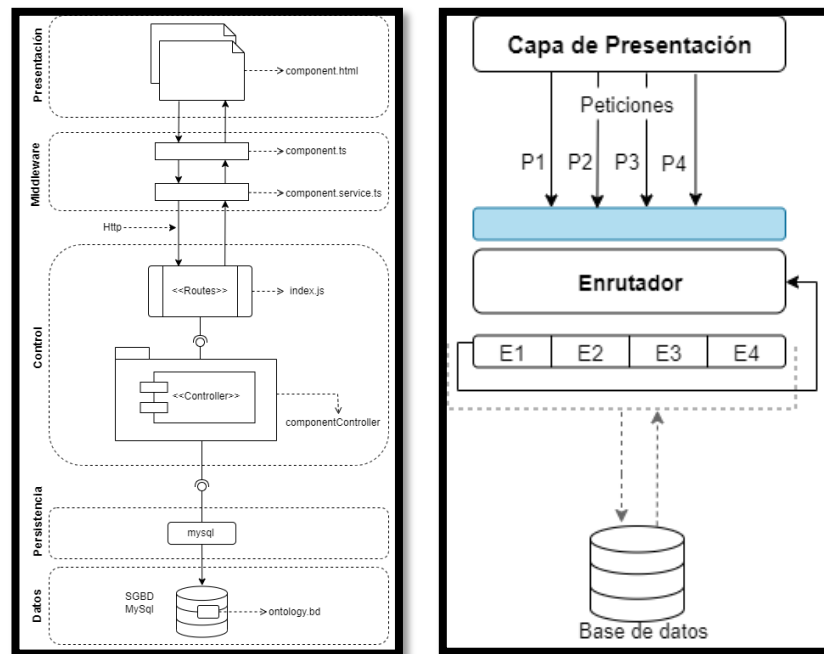 Presentación
component.html
Middleware
component.ts
component.service.ts
Http
Control
<<Routes>>
index.js
<<Controller>>
componentController
Persistencia
mysql
Datos
SGBD
MySql
ontology.bd
Capa de Presentación
Peticiones
P1 P2 P3 P4
Enrutador
E1 E2 E3 E4
Base de datos